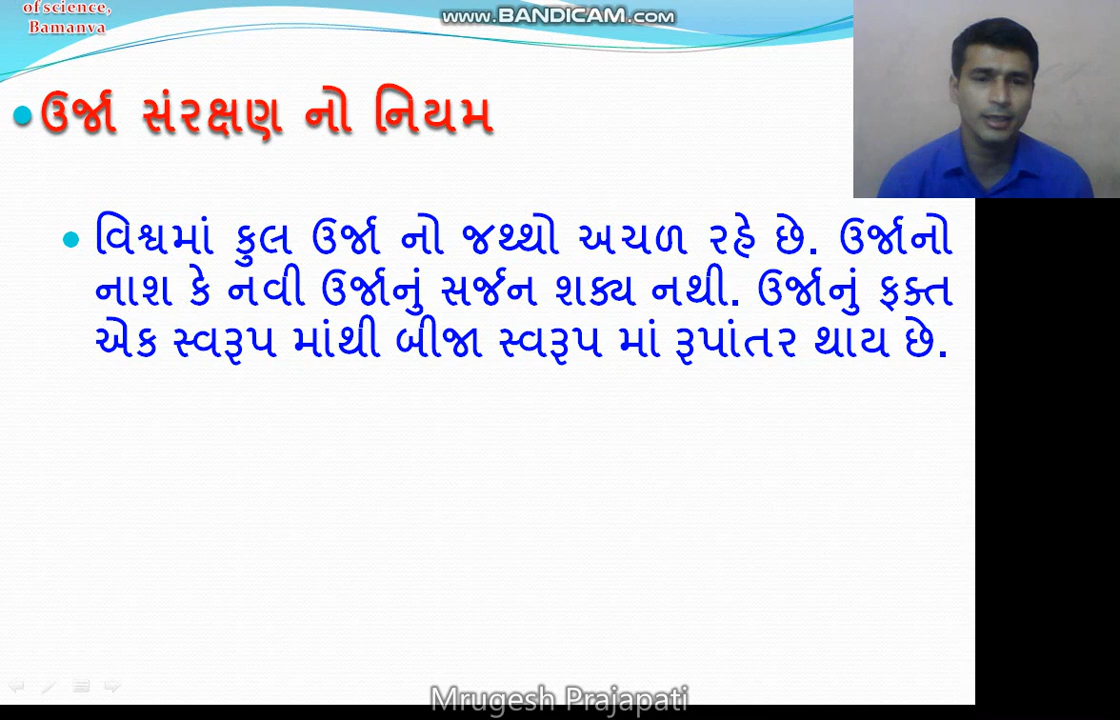 of science,
Bamanva
www.BANDICAM.com
ઉર્જા સંરક્ષણ નો નિયમ
વિશ્વમાં કુલ ઉર્જા નો જથ્થો અચળ રહે છે. ઉર્જાનો
નાશ કે નવી ઉર્જાનું સર્જન શક્ય નથી. ઉર્જાનું ફક્ત
એક સ્વરૂપ માંથી બીજા સ્વરૂપ માં રૂપાંતર થાય છે.
Mrugesh Prajapati